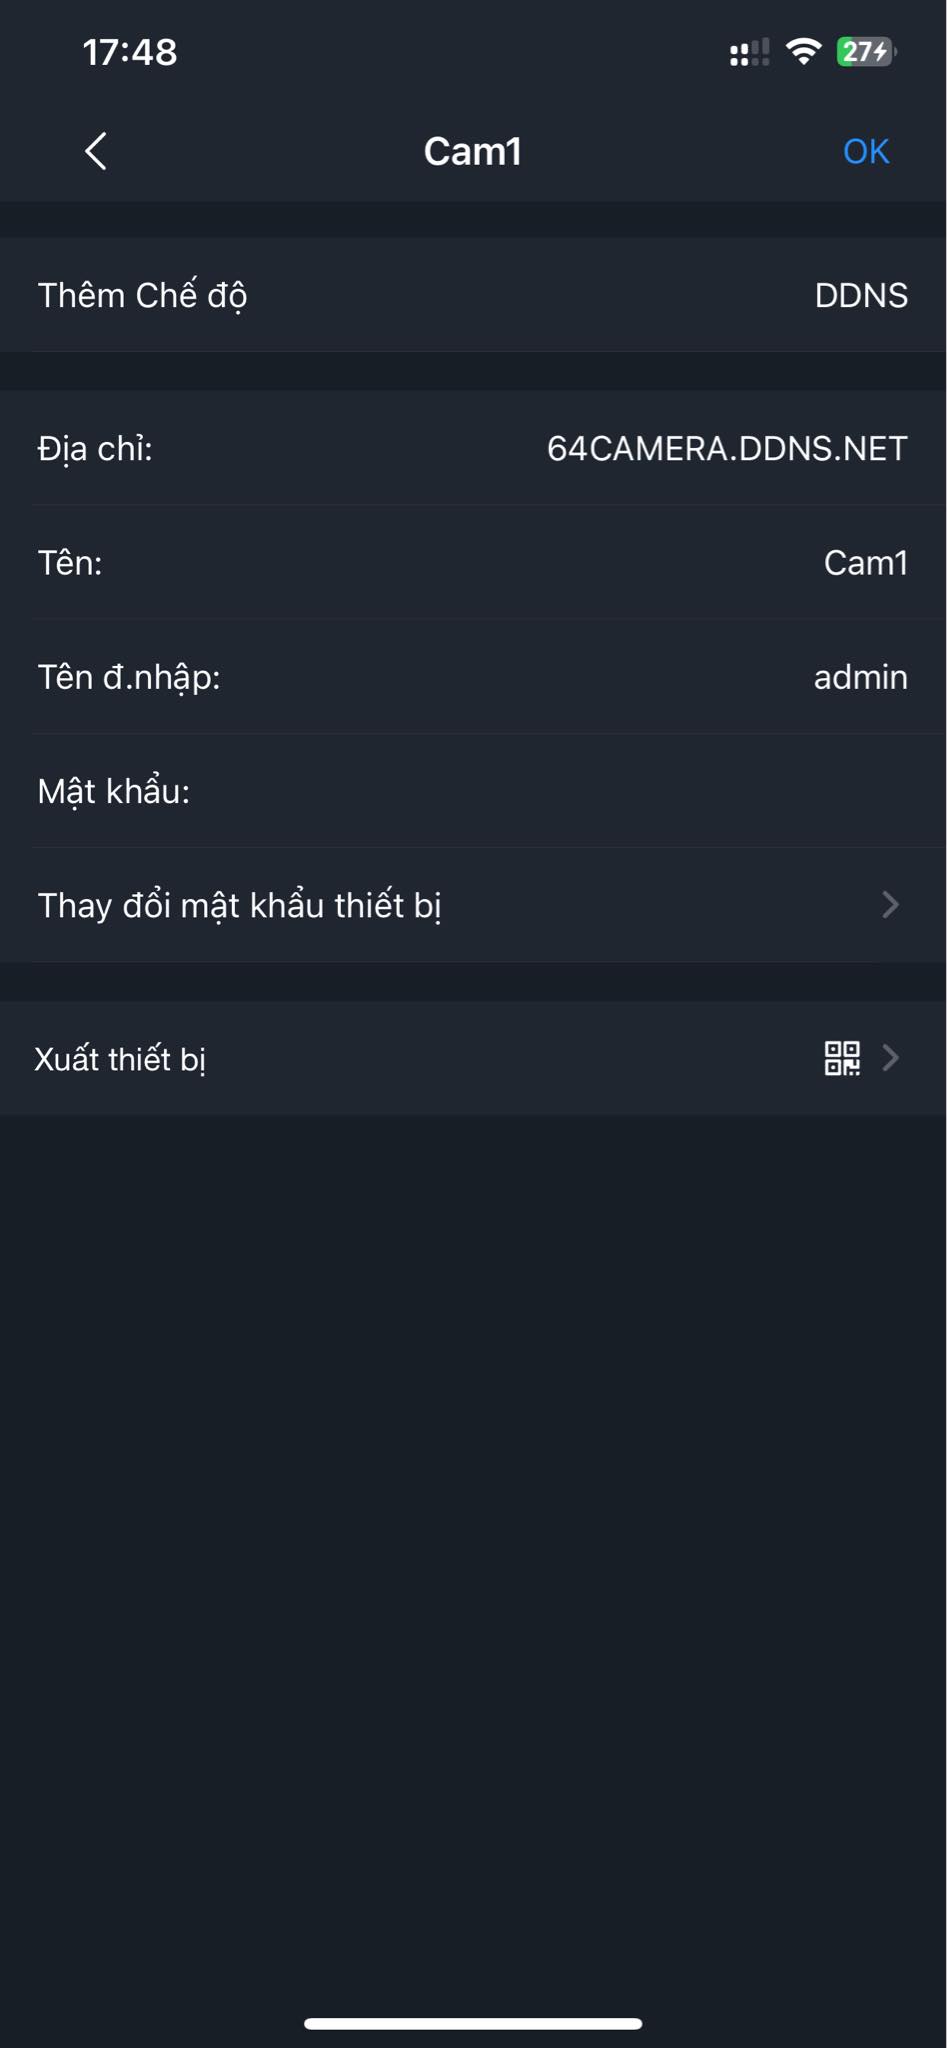 17:48
27
Cam1
OK
Thêm Chế độ
DDNS
Địa chỉ:
64CAMERA.DDNS.NET
Tên:
Cam1
Tên đ.nhập:
admin
Mật khẩu:
Thay đổi mật khẩu thiết bị
Xuất thiết bị